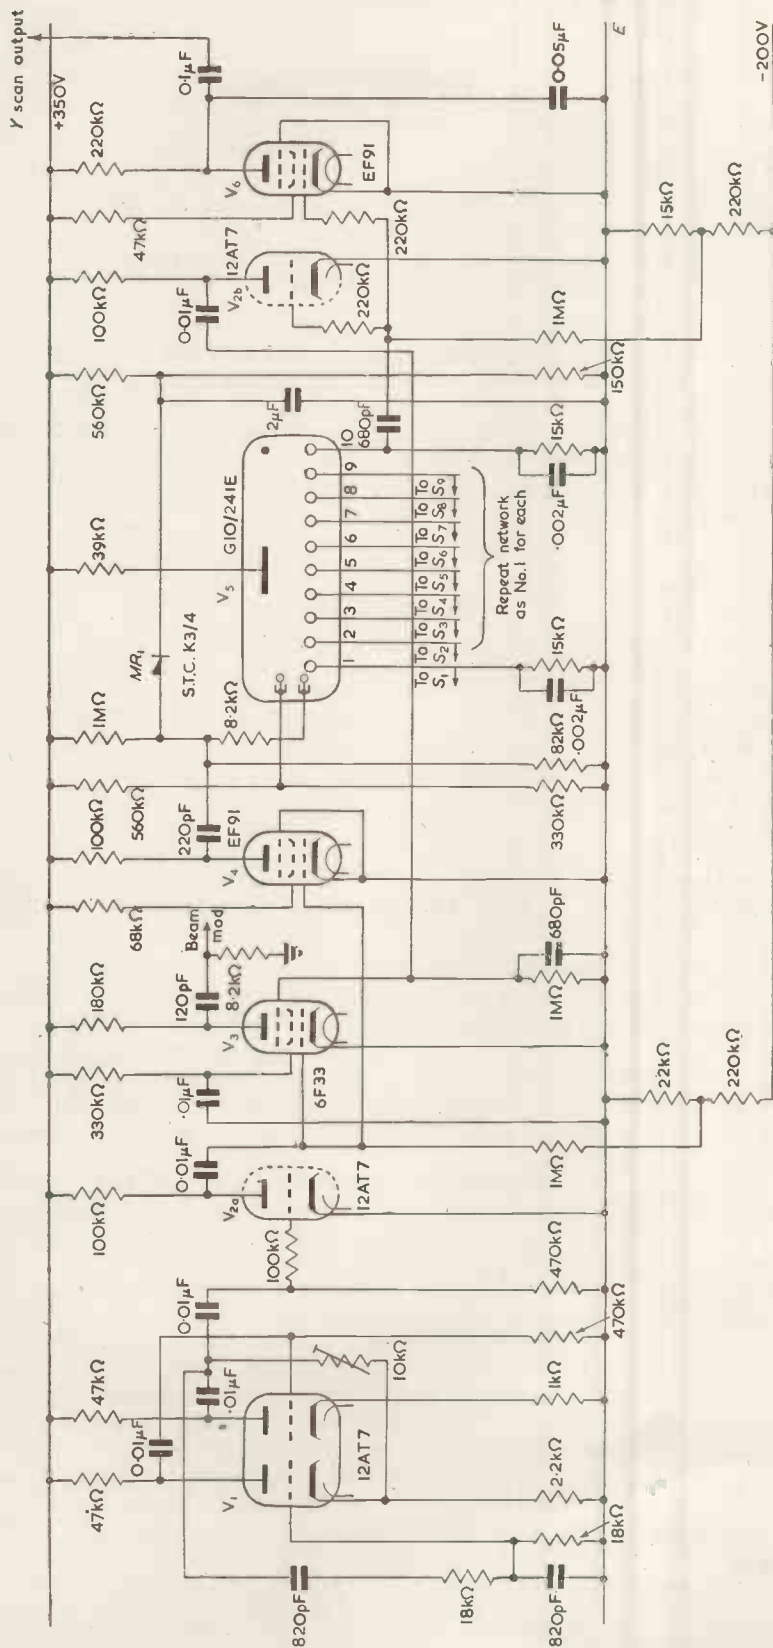 Y scan output
+350V
47kΩ
47kΩ
0·01μF
·01μF
0·01μF
V1
12AT7
10kΩ
820pF
18kΩ
820pF
18kΩ
2·2kΩ
1kΩ
470kΩ
470kΩ
100kΩ
100kΩ
0·01μF
V2a
12AT7
1MΩ
22kΩ
220kΩ
330kΩ
·01μF
180kΩ
120pF
Beam
mod
8·2kΩ
V3
6F33
1MΩ
680pF
68kΩ
100kΩ
220pF
EF91
V4
560kΩ
1MΩ
MR1
S.T.C. K3/4
8·2kΩ
330kΩ
82kΩ
39kΩ
V5
G10/241E
1 2 3 4 5 6 7 8 9 10
To S1
To S2
To S3
To S4
To S5
To S6
To S7
To S8
To S9
Repeat network
as No.1 for each
15kΩ
·002μF
15kΩ
·002μF
560kΩ
2μF
680pF
150kΩ
100kΩ
0·01μF
12AT7
V2b
220kΩ
1MΩ
47kΩ
220kΩ
V6
EF91
220kΩ
0·1μF
0·05μF
15kΩ
220kΩ
E
-200V